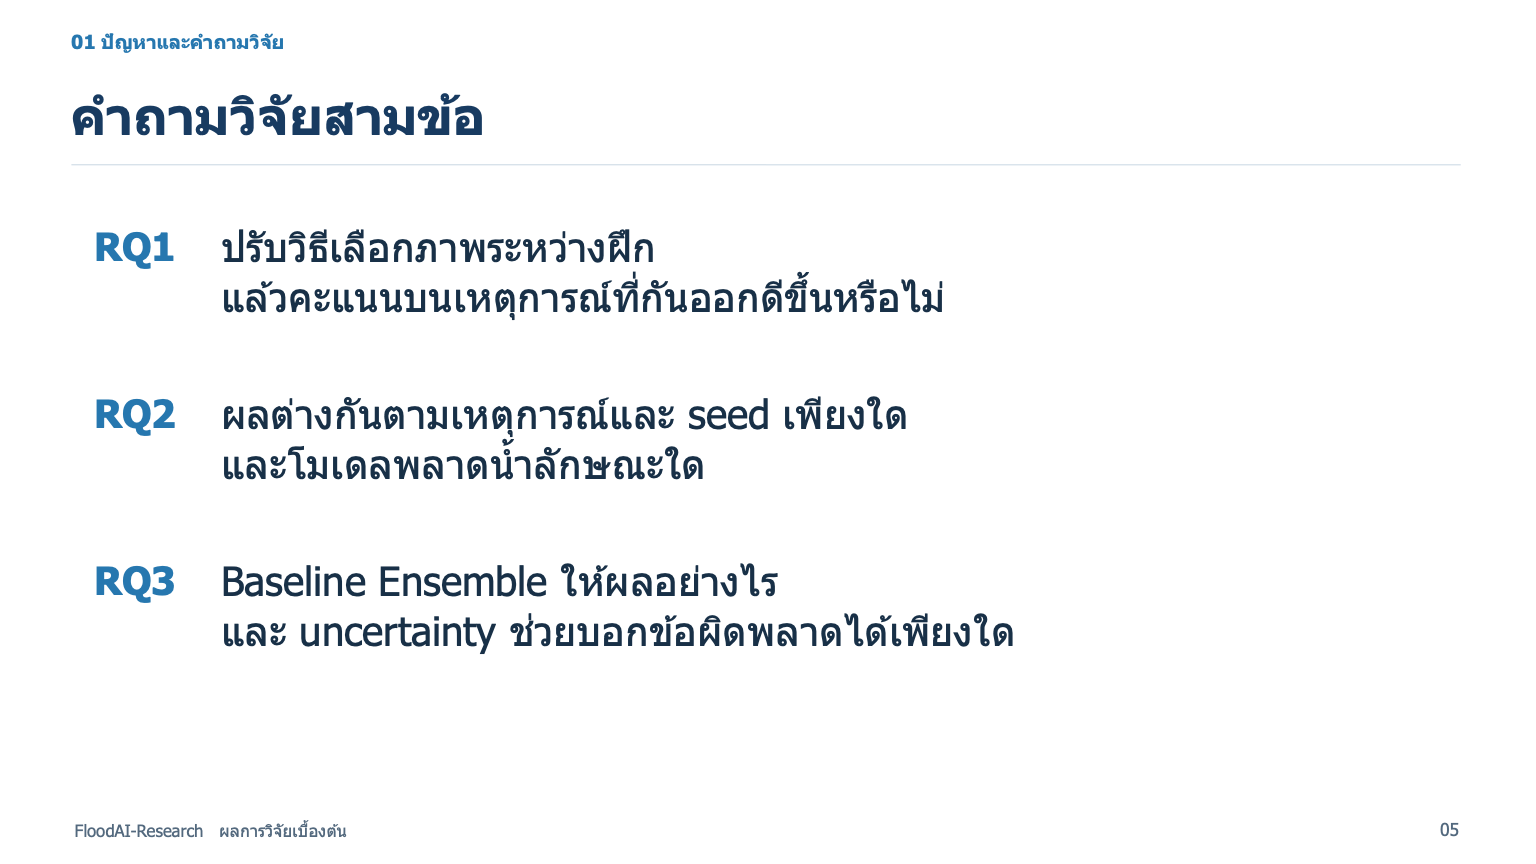 01 ปัญหาและคำถามวิจัย
คำถามวิจัยสามข้อ
RQ1 ปรับวิธีเลือกภาพระหว่างฝึก
แล้วคะแนนบนเหตุการณ์ที่กันออกดีขึ้นหรือไม่
RQ2 ผลต่างกันตามเหตุการณ์และ seed เพียงใด
และโมเดลพลาดน้ำลักษณะใด
RQ3 Baseline Ensemble ให้ผลอย่างไร
และ uncertainty ช่วยบอกข้อผิดพลาดได้เพียงใด
FloodAI-Research ผลการวิจัยเบื้องต้น
05